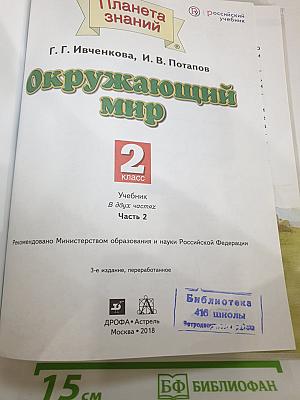 Планета
знаний
российский
учебник
Г. Г. Ивченкова, И. В. Потапов
Окружающий
мир
2
класс
Учебник
В двух частях
Часть 2
Рекомендовано Министерством образования и науки Российской Федерации
3-е издание, переработанное
ДРОФА • Астрель
Москва • 2018
Библиотека
416 школы
15 см
БФ БИБЛИОФАН